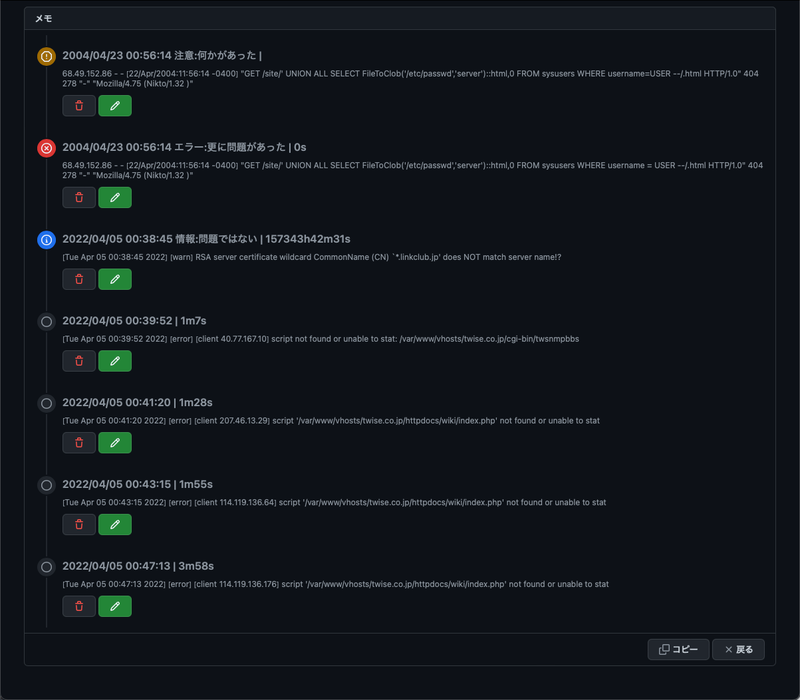 メモ
2004/04/23 00:56:14 注意:何かがあった |
68.49.152.86 - - [22/Apr/2004:11:56:14 -0400] "GET /site/' UNION ALL SELECT FileToClob('/etc/passwd','server')::html,0 FROM sysusers WHERE username=USER --/.html HTTP/1.0" 404
278 "-" "Mozilla/4.75 (Nikto/1.32 )"
2004/04/23 00:56:14 エラー:更に問題があった | 0s
68.49.152.86 - - [22/Apr/2004:11:56:14 -0400] "GET /site/' UNION ALL SELECT FileToClob('/etc/passwd','server')::html,0 FROM sysusers WHERE username = USER --/.html HTTP/1.0" 404
278 "-" "Mozilla/4.75 (Nikto/1.32 )"
2022/04/05 00:38:45 情報:問題ではない | 157343h42m31s
[Tue Apr 05 00:38:45 2022] [warn] RSA server certificate wildcard CommonName (CN) `*.linkclub.jp' does NOT match server name!?
2022/04/05 00:39:52 | 1m7s
[Tue Apr 05 00:39:52 2022] [error] [client 40.77.167.10] script not found or unable to stat: /var/www/vhosts/twise.co.jp/cgi-bin/twsnmpbbs
2022/04/05 00:41:20 | 1m28s
[Tue Apr 05 00:41:20 2022] [error] [client 207.46.13.29] script '/var/www/vhosts/twise.co.jp/httpdocs/wiki/index.php' not found or unable to stat
2022/04/05 00:43:15 | 1m55s
[Tue Apr 05 00:43:15 2022] [error] [client 114.119.136.64] script '/var/www/vhosts/twise.co.jp/httpdocs/wiki/index.php' not found or unable to stat
2022/04/05 00:47:13 | 3m58s
[Tue Apr 05 00:47:13 2022] [error] [client 114.119.136.176] script '/var/www/vhosts/twise.co.jp/httpdocs/wiki/index.php' not found or unable to stat
コピー 戻る